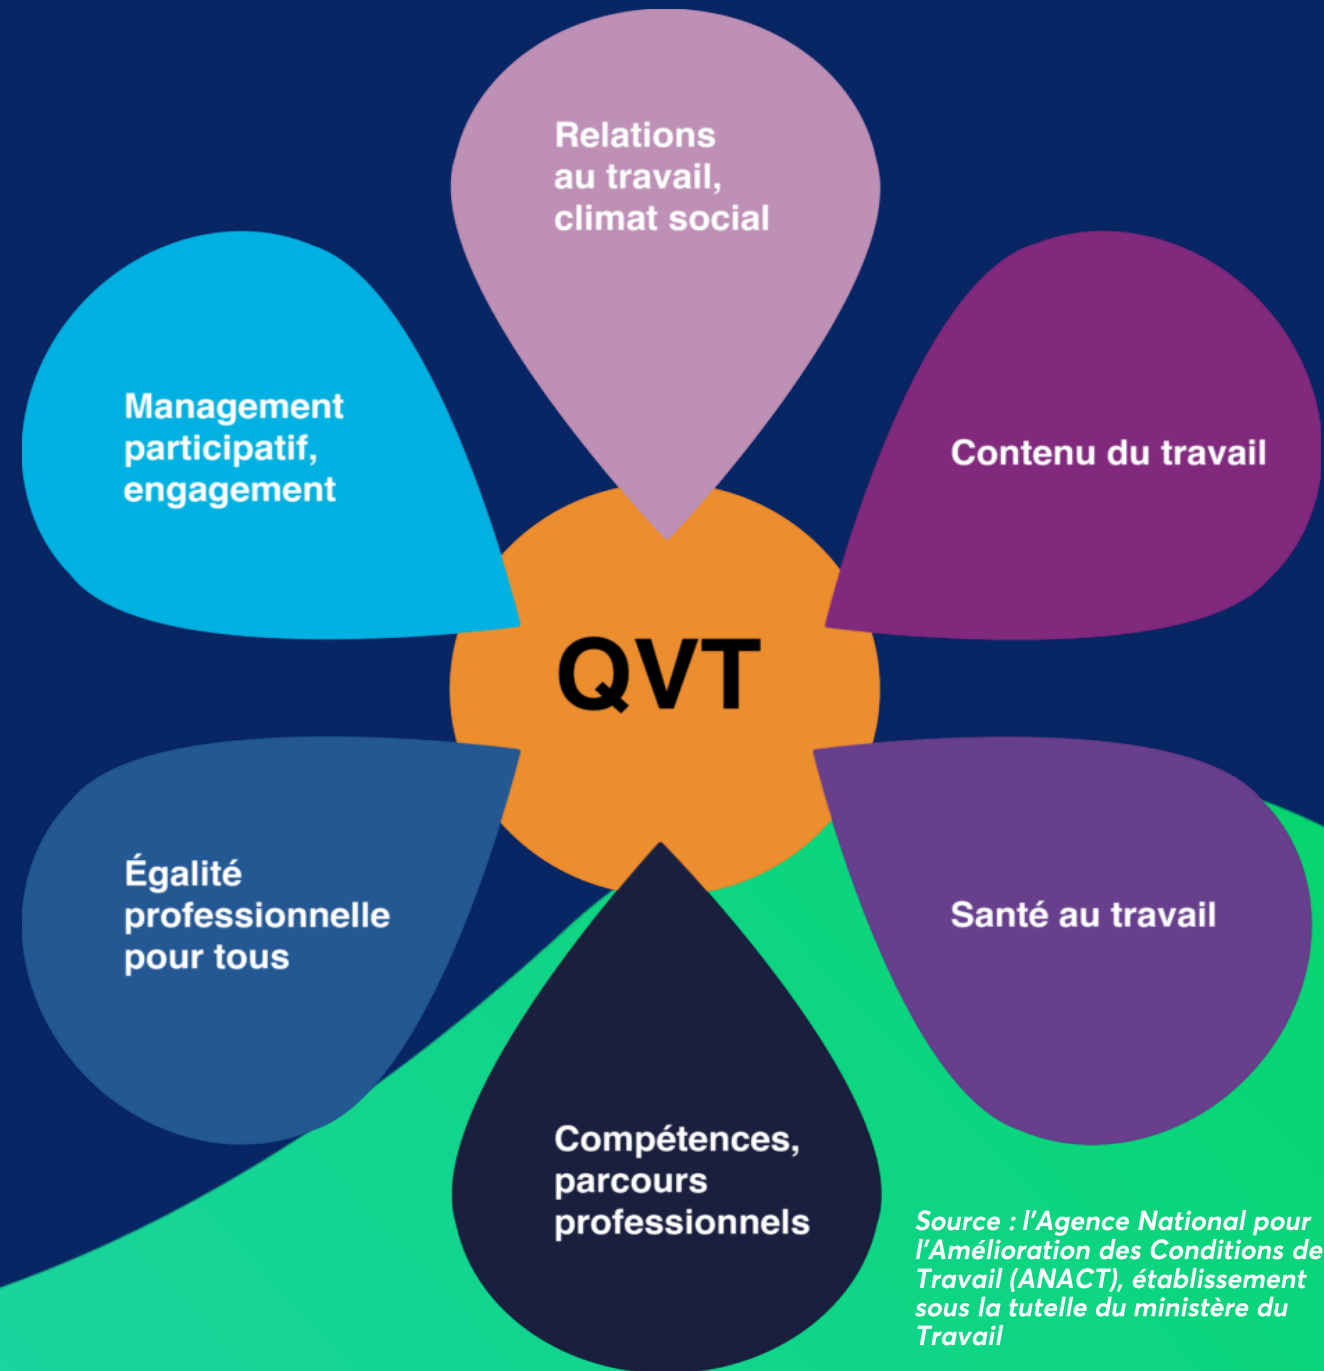 Relations
au travail,
climat social
Management
participatif,
engagement
Contenu du travail
QVT
Égalité
professionnelle
pour tous
Santé au travail
Compétences,
parcours
professionnels
Source : l'Agence National pour
l'Amélioration des Conditions de
Travail (ANACT), établissement
sous la tutelle du ministère du
Travail